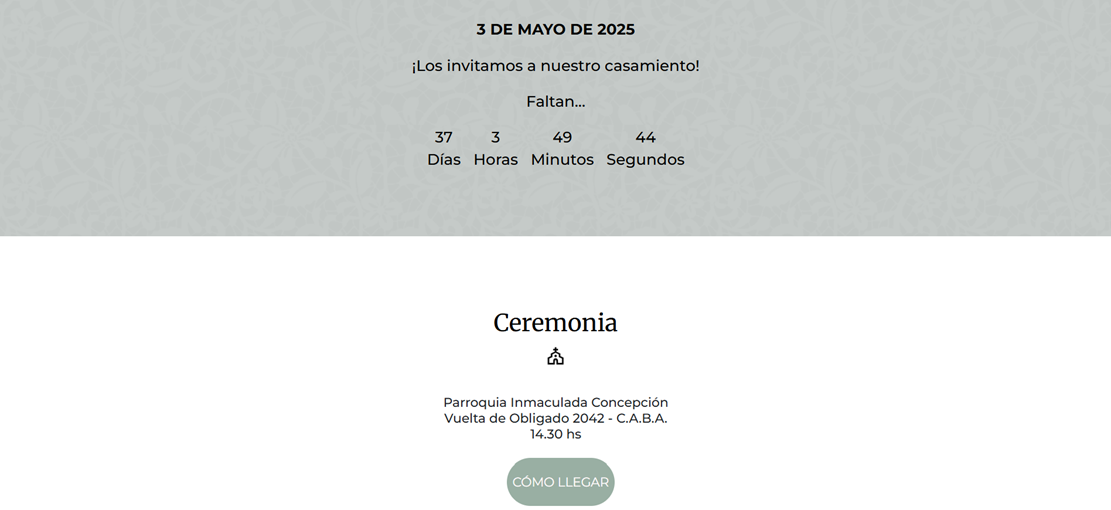 3 DE MAYO DE 2025
¡Los invitamos a nuestro casamiento!
Faltan...
37 3 49 44
Días Horas Minutos Segundos
Ceremonia
Parroquia Inmaculada Concepción
Vuelta de Obligado 2042 - C.A.B.A.
14.30 hs
CÓMO LLEGAR